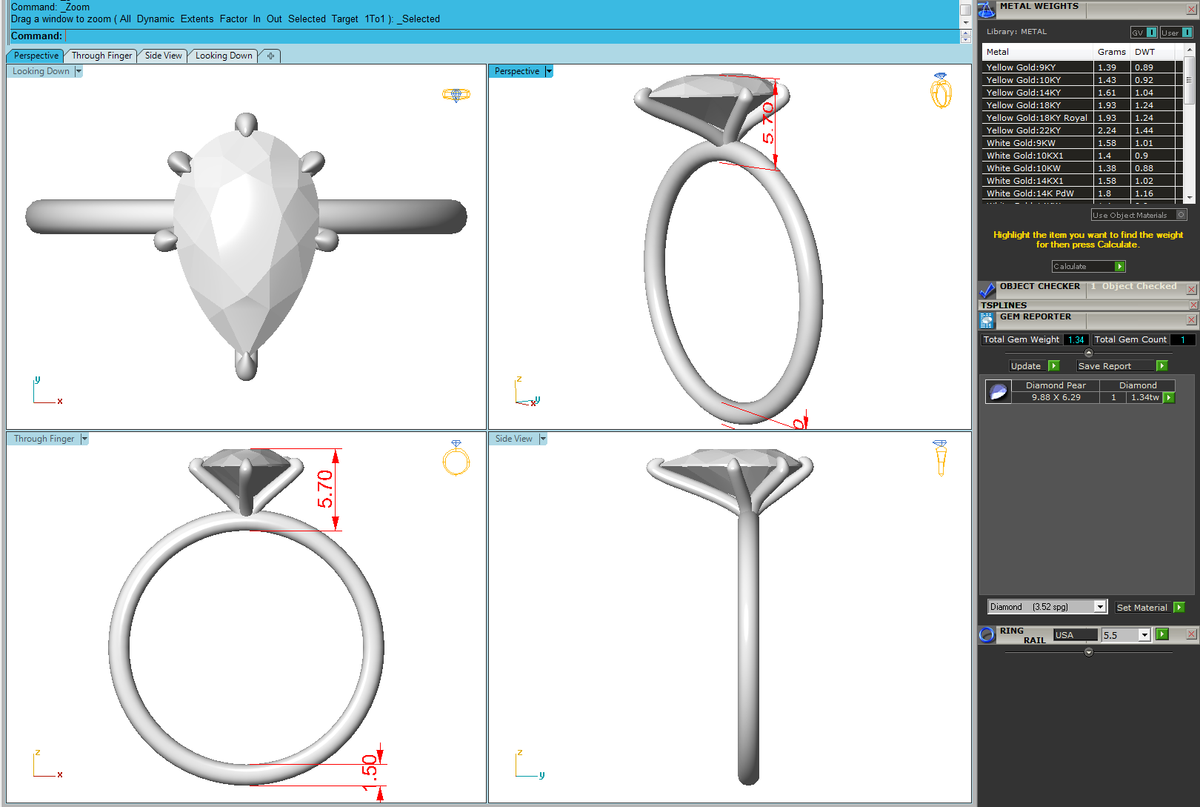 Command: _Zoom
Drag a window to zoom ( All Dynamic Extents Factor In Out Selected Target 1To1 ): _Selected
Command:
Perspective Through Finger Side View Looking Down
Looking Down
Perspective
5.70
Through Finger
5.70
1.50
Side View
y
x
z
y
x
z
x
z
y
METAL WEIGHTS
Library: METAL GV User
Metal Grams DWT
Yellow Gold:9KY 1.39 0.89
Yellow Gold:10KY 1.43 0.92
Yellow Gold:14KY 1.61 1.04
Yellow Gold:18KY 1.93 1.24
Yellow Gold:18KY Royal 1.93 1.24
Yellow Gold:22KY 2.24 1.44
White Gold:9KW 1.58 1.01
White Gold:10KX1 1.4 0.9
White Gold:10KW 1.38 0.88
White Gold:14KX1 1.58 1.02
White Gold:14K PdW 1.8 1.16
Use Object Materials
Highlight the item you want to find the weight
for then press Calculate.
Calculate
OBJECT CHECKER 1 Object Checked
TSPLINES
GEM REPORTER
Total Gem Weight 1.34 Total Gem Count 1
Update Save Report
Diamond Pear Diamond
9.88 X 6.29 1 1.34tw
Diamond (3.52 spg) Set Material
RING RAIL USA 5.5